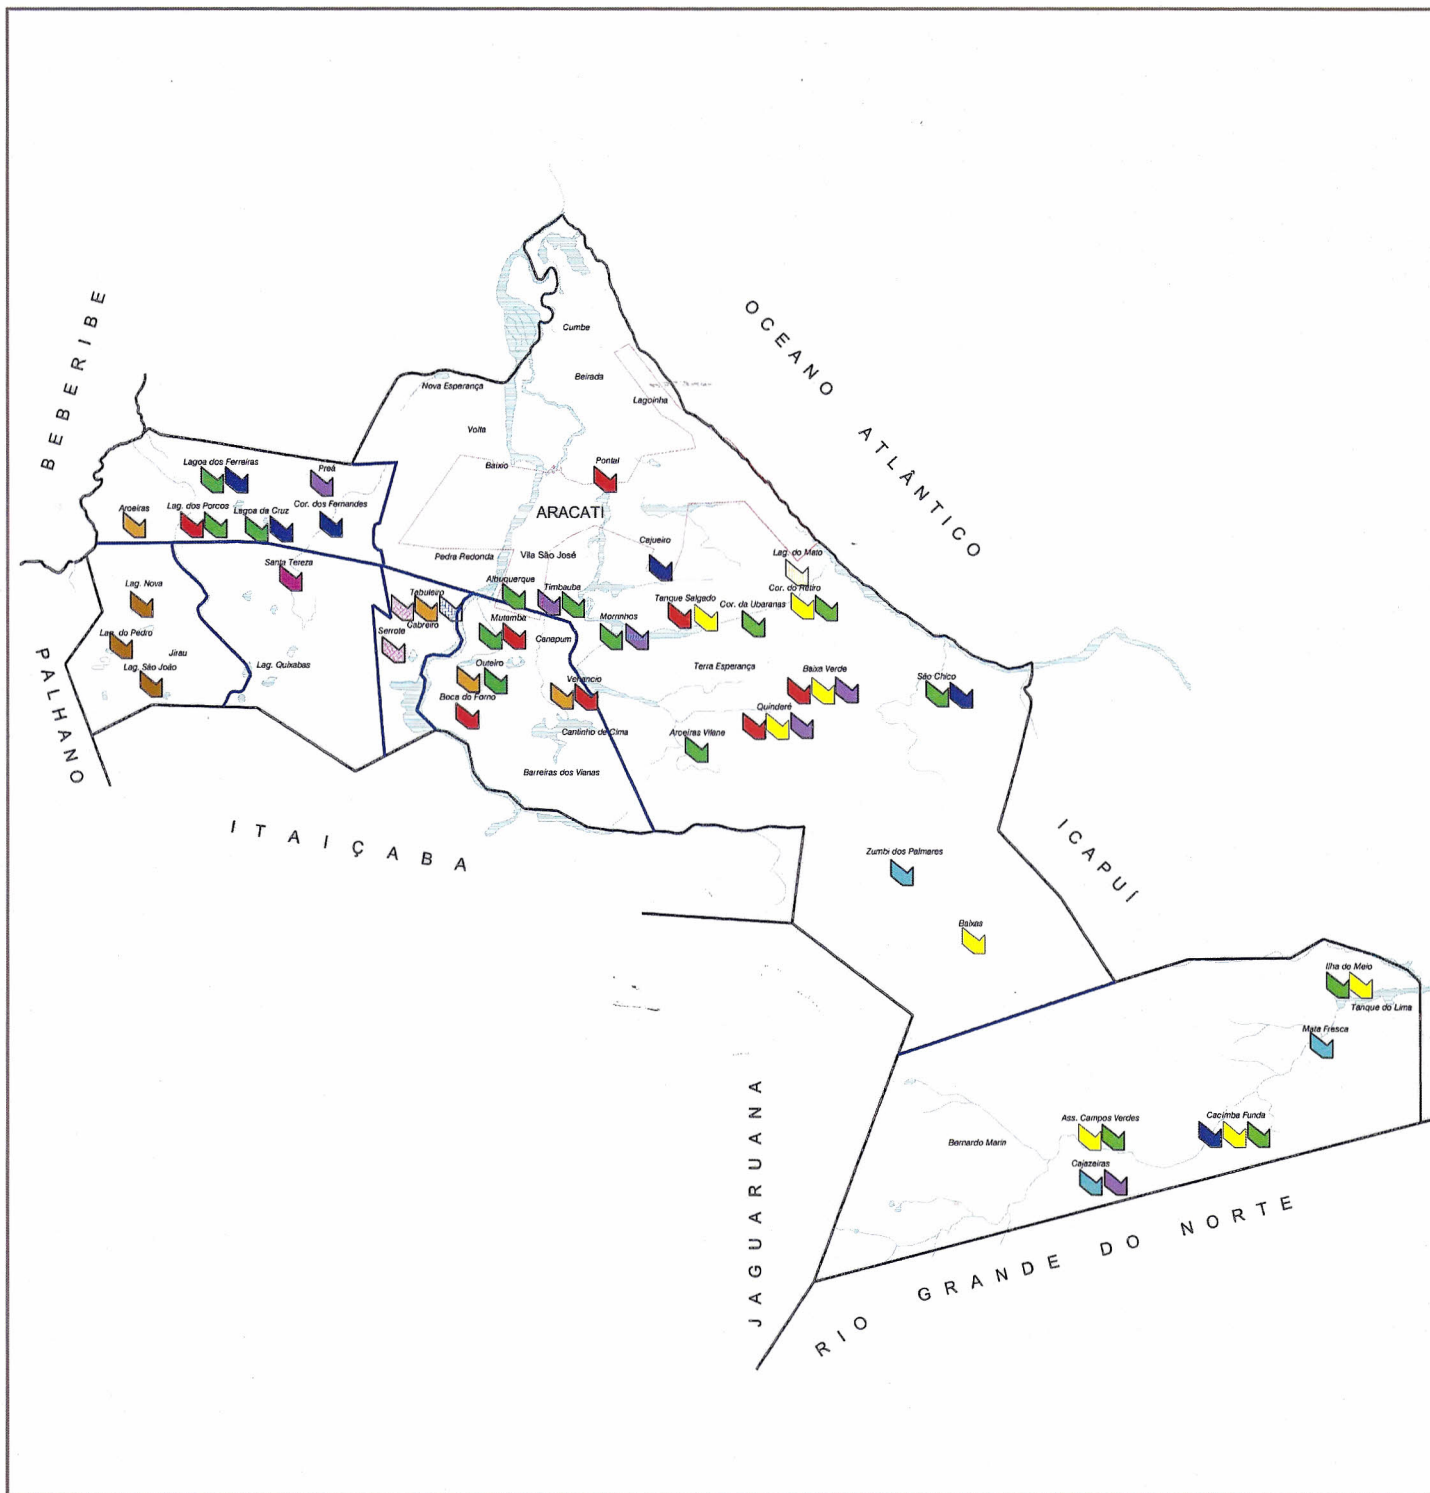 BEBERIBE
OCEANO ATLÂNTICO
Cumbe
Beirada
Nova Esperança
Lagoinha
Volta
Baixio
Pontal
Lagoa dos Ferreiras
Preá
Aroeiras
Lag. dos Porcos
Lagoa da Cruz
Cor. dos Fernandes
ARACATI
Cajueiro
Pedra Redonda
Vila São José
Lag. do Mato
Santa Tereza
Albuquerque
Timbauba
Lag. Nova
Tabuleiro
Cabreiro
Tanque Salgado
Cor. do Retiro
Cor. da Ubaranas
Mutamba
Morrinhos
Serrote
Canapum
Lag. do Pedro
Jirau
Lag. São João
Lag. Quixabas
Outeiro
Terra Esperança
Baixa Verde
São Chico
Boca do Forno
Venancio
Quinderé
Cantinho de Cima
Aroeiras Vilane
Barreiras dos Vianas
PALHANO
ITAIÇABA
ICAPUÍ
Zumbi dos Palmares
Baixas
Ilha do Meio
Tanque do Lima
Mata Fresca
Ass. Campos Verdes
Cacimba Funda
Bernardo Marin
Cajazeiras
JAGUARUANA
RIO GRANDE DO NORTE